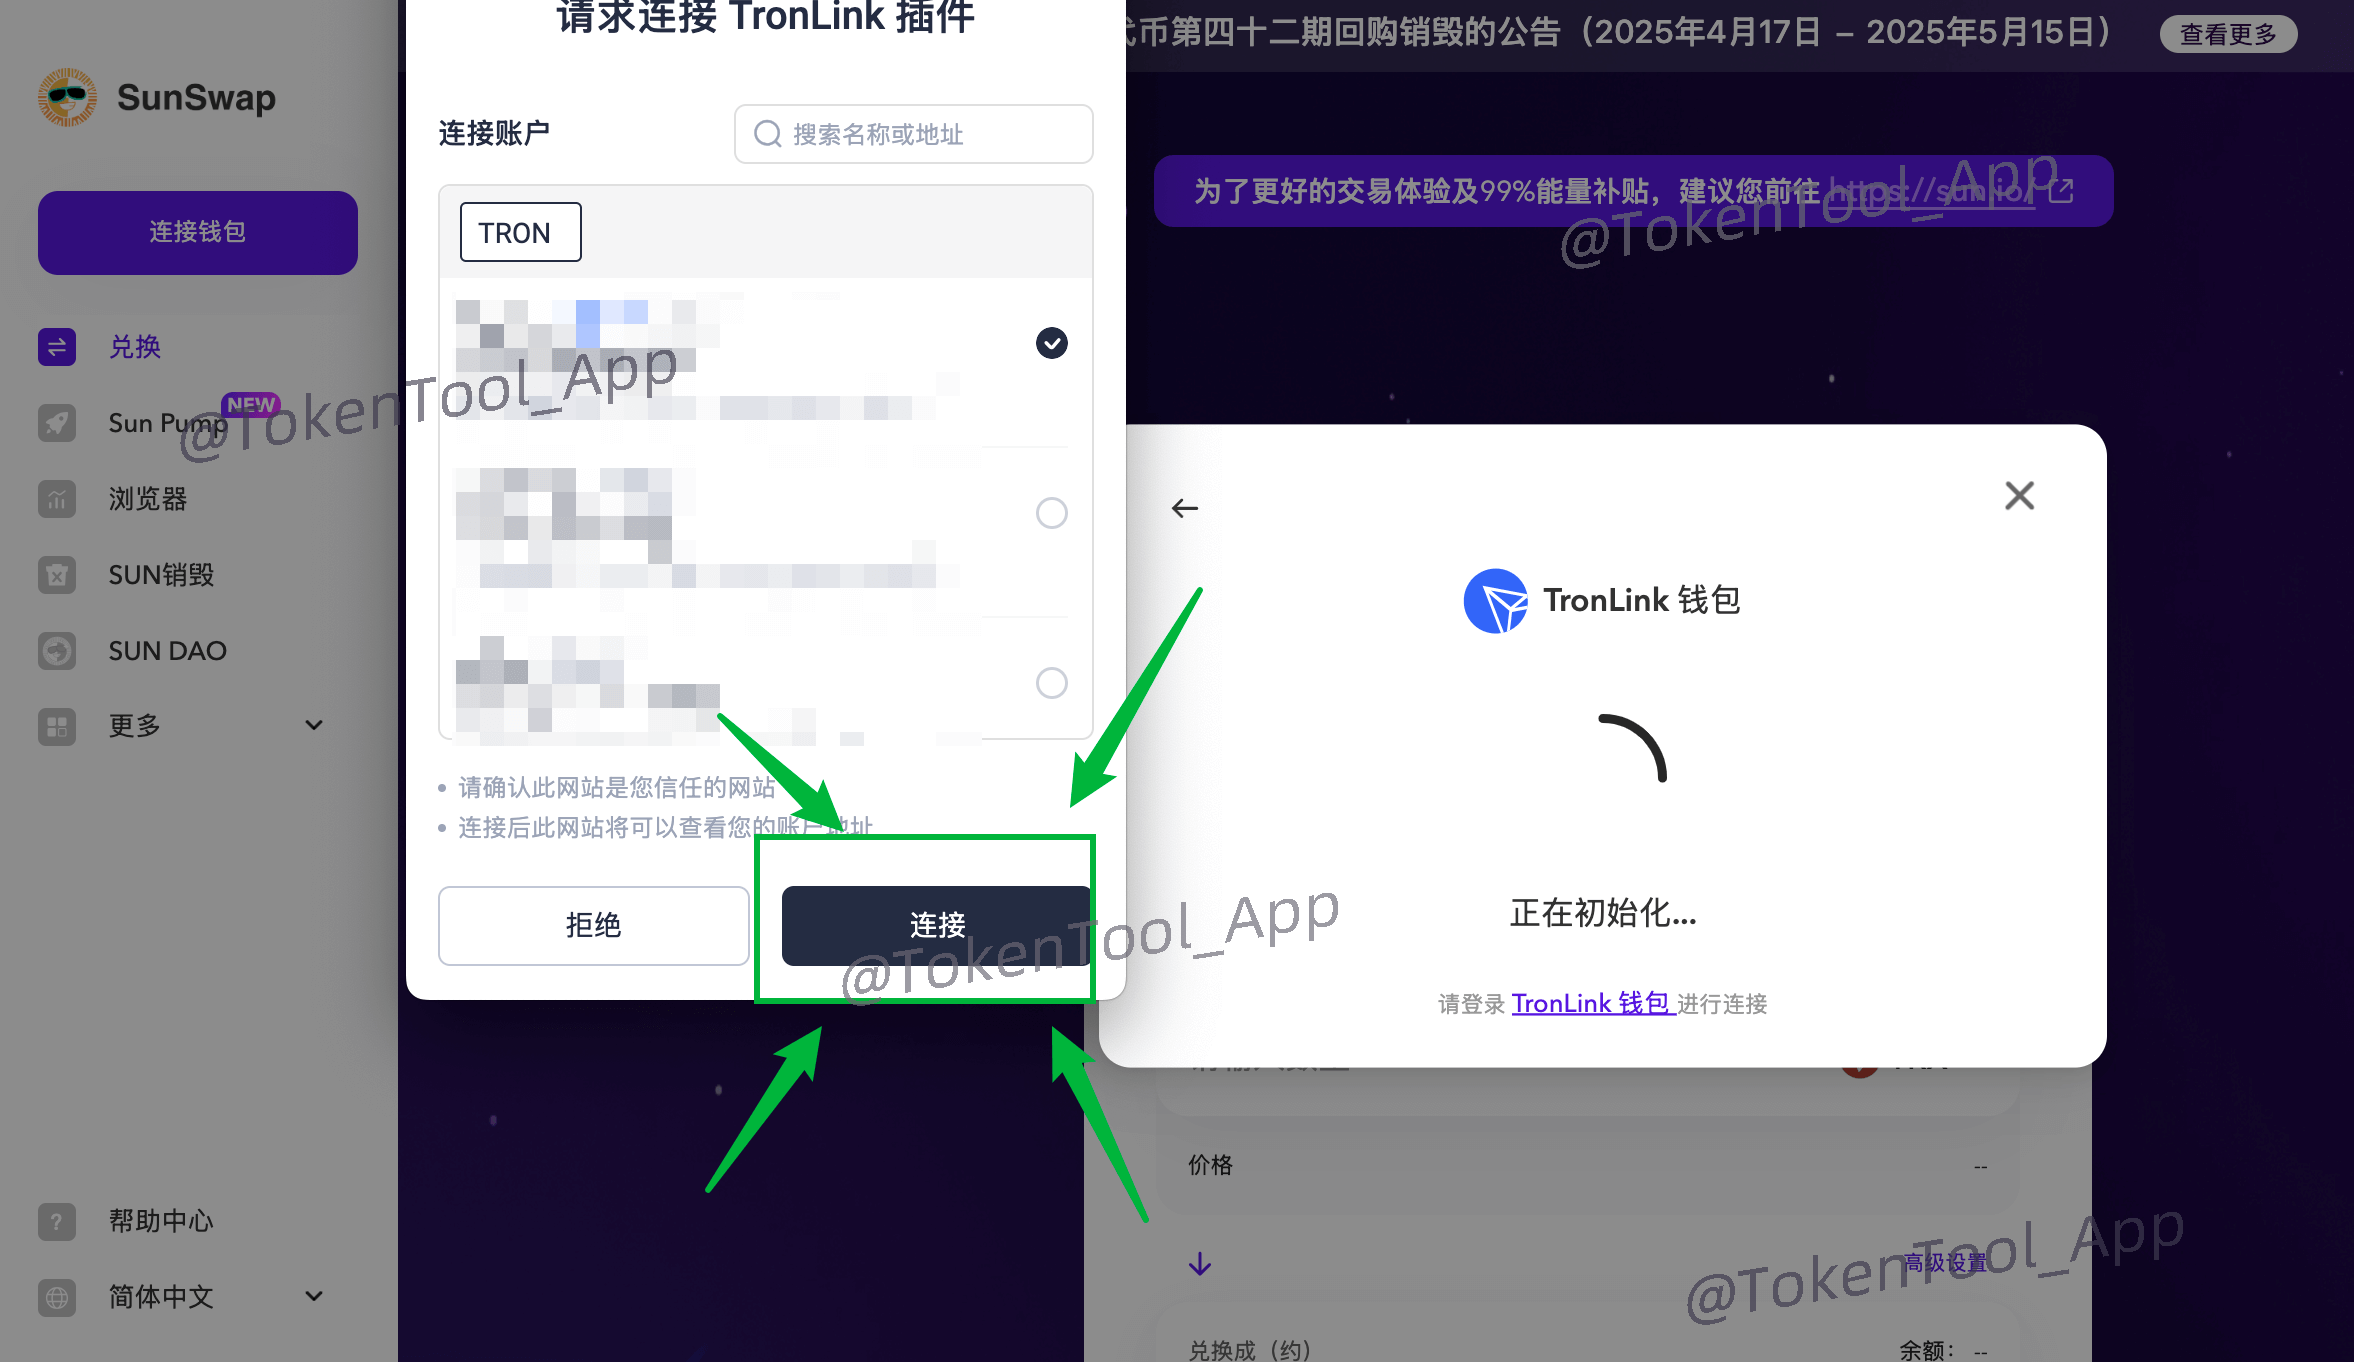 SunSwap
连接钱包
兑换
Sun Pump
NEW
浏览器
SUN销毁
SUN DAO
更多
帮助中心
简体中文
请求连接 TronLink 插件
连接账户
搜索名称或地址
TRON
请确认此网站是您信任的网站
连接后此网站将可以查看您的账户地址
拒绝
连接
代币第四十二期回购销毁的公告（2025年4月17日 – 2025年5月15日）
查看更多
为了更好的交易体验及99%能量补贴，建议您前往 https://sun.io/
TronLink 钱包
正在初始化...
请登录 TronLink 钱包 进行连接
价格
--
高级设置
兑换成（约）
余额： --
@TokenTool_App
@TokenTool_App
@TokenTool_App
@TokenTool_App